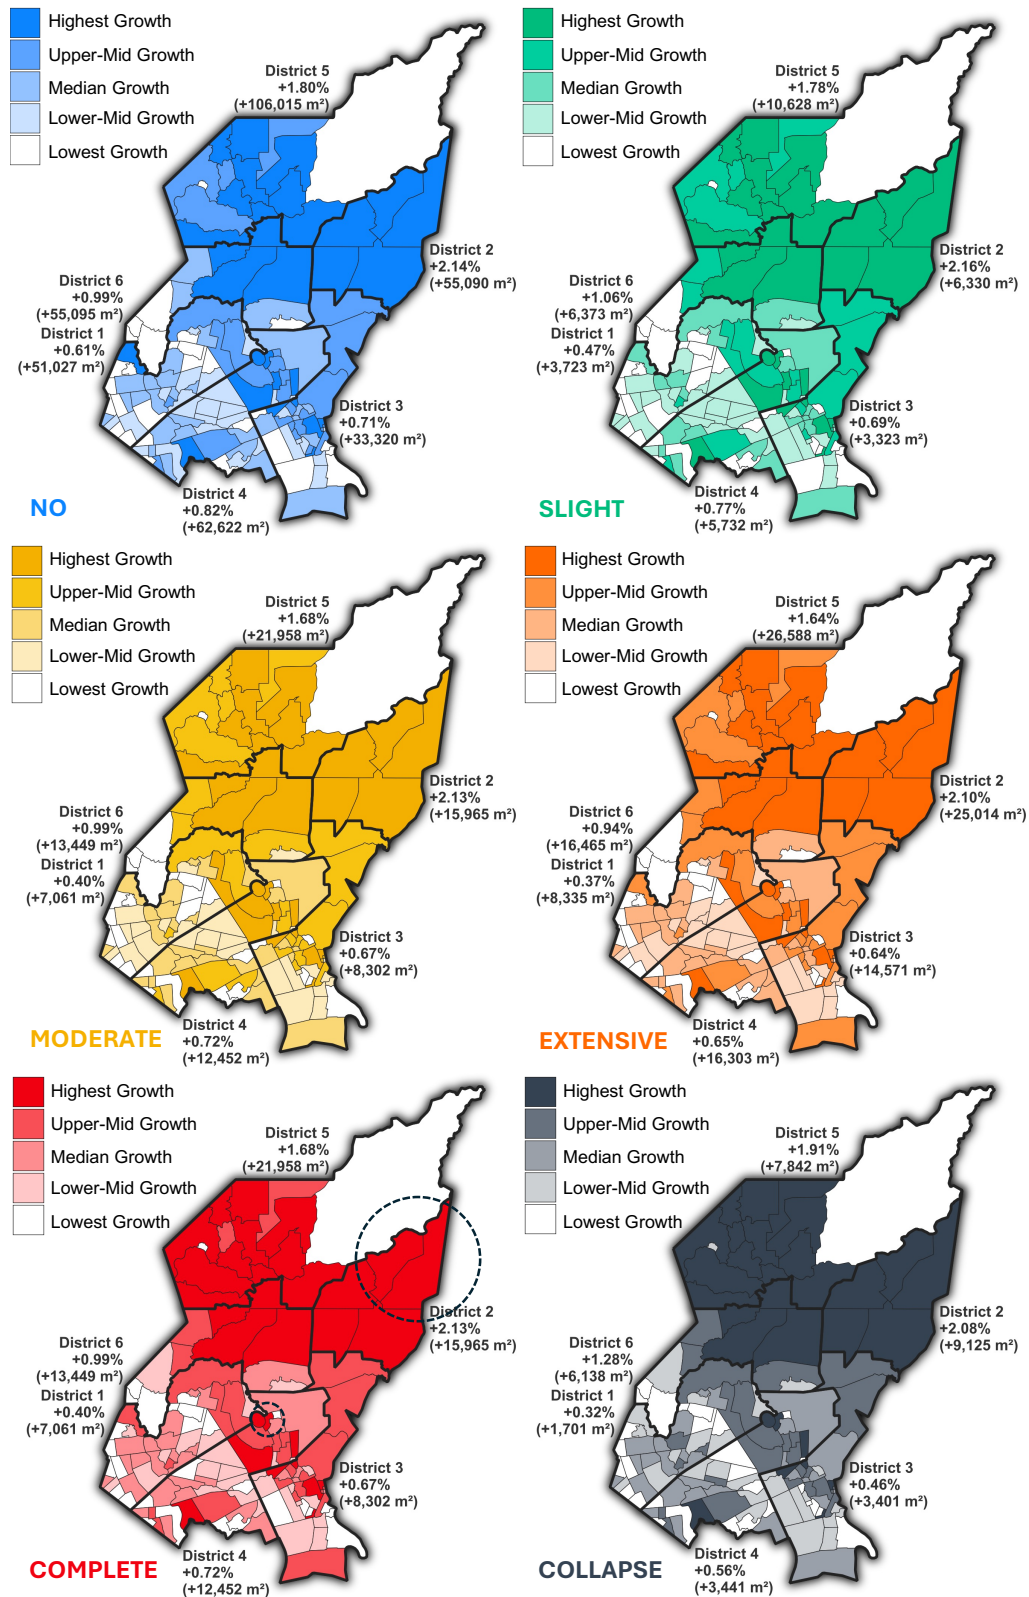 Highest Growth
Upper-Mid Growth
Median Growth
Lower-Mid Growth
Lowest Growth
District 5
+1.80%
(+106,015 m²)
District 2
+2.14%
(+55,090 m²)
District 6
+0.99%
(+55,095 m²)
District 1
+0.61%
(+51,027 m²)
District 3
+0.71%
(+33,320 m²)
District 4
+0.82%
(+62,622 m²)
NO
Highest Growth
Upper-Mid Growth
Median Growth
Lower-Mid Growth
Lowest Growth
District 5
+1.78%
(+10,628 m²)
District 2
+2.16%
(+6,330 m²)
District 6
+1.06%
(+6,373 m²)
District 1
+0.47%
(+3,723 m²)
District 3
+0.69%
(+3,323 m²)
District 4
+0.77%
(+5,732 m²)
SLIGHT
Highest Growth
Upper-Mid Growth
Median Growth
Lower-Mid Growth
Lowest Growth
District 5
+1.68%
(+21,958 m²)
District 2
+2.13%
(+15,965 m²)
District 6
+0.99%
(+13,449 m²)
District 1
+0.40%
(+7,061 m²)
District 3
+0.67%
(+8,302 m²)
District 4
+0.72%
(+12,452 m²)
MODERATE
Highest Growth
Upper-Mid Growth
Median Growth
Lower-Mid Growth
Lowest Growth
District 5
+1.64%
(+26,588 m²)
District 2
+2.10%
(+25,014 m²)
District 6
+0.94%
(+16,465 m²)
District 1
+0.37%
(+8,335 m²)
District 3
+0.64%
(+14,571 m²)
District 4
+0.65%
(+16,303 m²)
EXTENSIVE
Highest Growth
Upper-Mid Growth
Median Growth
Lower-Mid Growth
Lowest Growth
District 5
+1.68%
(+21,958 m²)
District 2
+2.13%
(+15,965 m²)
District 6
+0.99%
(+13,449 m²)
District 1
+0.40%
(+7,061 m²)
District 3
+0.67%
(+8,302 m²)
District 4
+0.72%
(+12,452 m²)
COMPLETE
Highest Growth
Upper-Mid Growth
Median Growth
Lower-Mid Growth
Lowest Growth
District 5
+1.91%
(+7,842 m²)
District 2
+2.08%
(+9,125 m²)
District 6
+1.28%
(+6,138 m²)
District 1
+0.32%
(+1,701 m²)
District 3
+0.46%
(+3,401 m²)
District 4
+0.56%
(+3,441 m²)
COLLAPSE